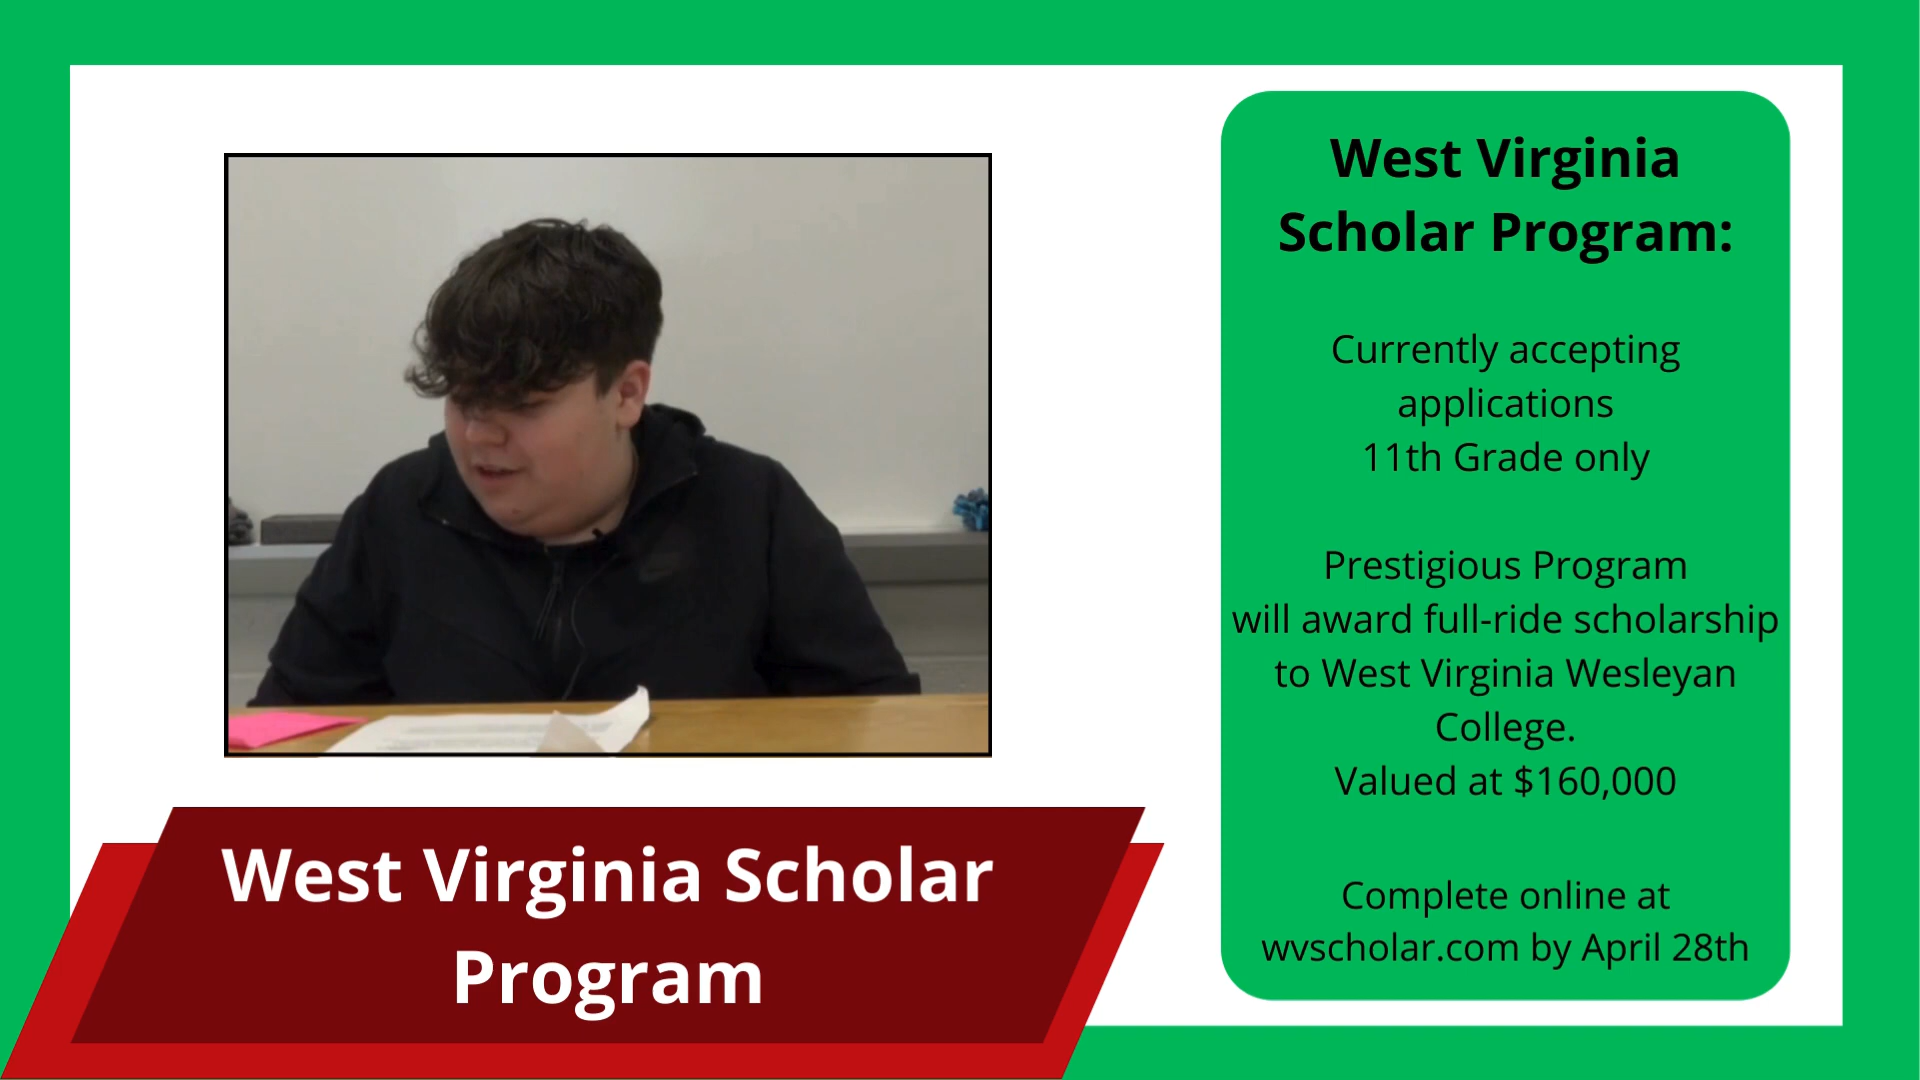 West Virginia Scholar
Program
West Virginia
Scholar Program:
Currently accepting
applications
11th Grade only
Prestigious Program
will award full-ride scholarship
to West Virginia Wesleyan
College.
Valued at $160,000
Complete online at
wvscholar.com by April 28th